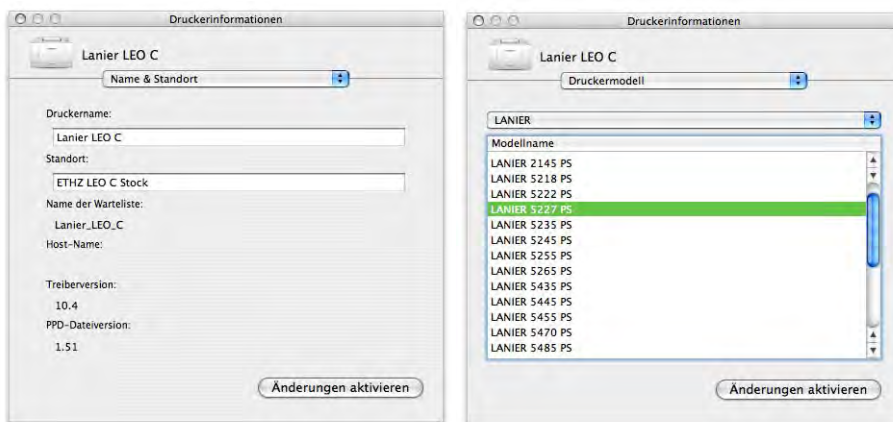 Druckerinformationen
Lanier LEO C
Name & Standort
Druckername:
Lanier LEO C
Standort:
ETHZ LEO C Stock
Name der Warteliste:
Lanier_LEO_C
Host-Name:
Treiberversion:
10.4
PPD-Dateiversion:
1.51
Änderungen aktivieren
Druckerinformationen
Lanier LEO C
Druckermodell
LANIER
Modellname
LANIER 2145 PS
LANIER 5218 PS
LANIER 5222 PS
LANIER 5227 PS
LANIER 5235 PS
LANIER 5245 PS
LANIER 5255 PS
LANIER 5265 PS
LANIER 5435 PS
LANIER 5445 PS
LANIER 5455 PS
LANIER 5470 PS
LANIER 5485 PS
Änderungen aktivieren